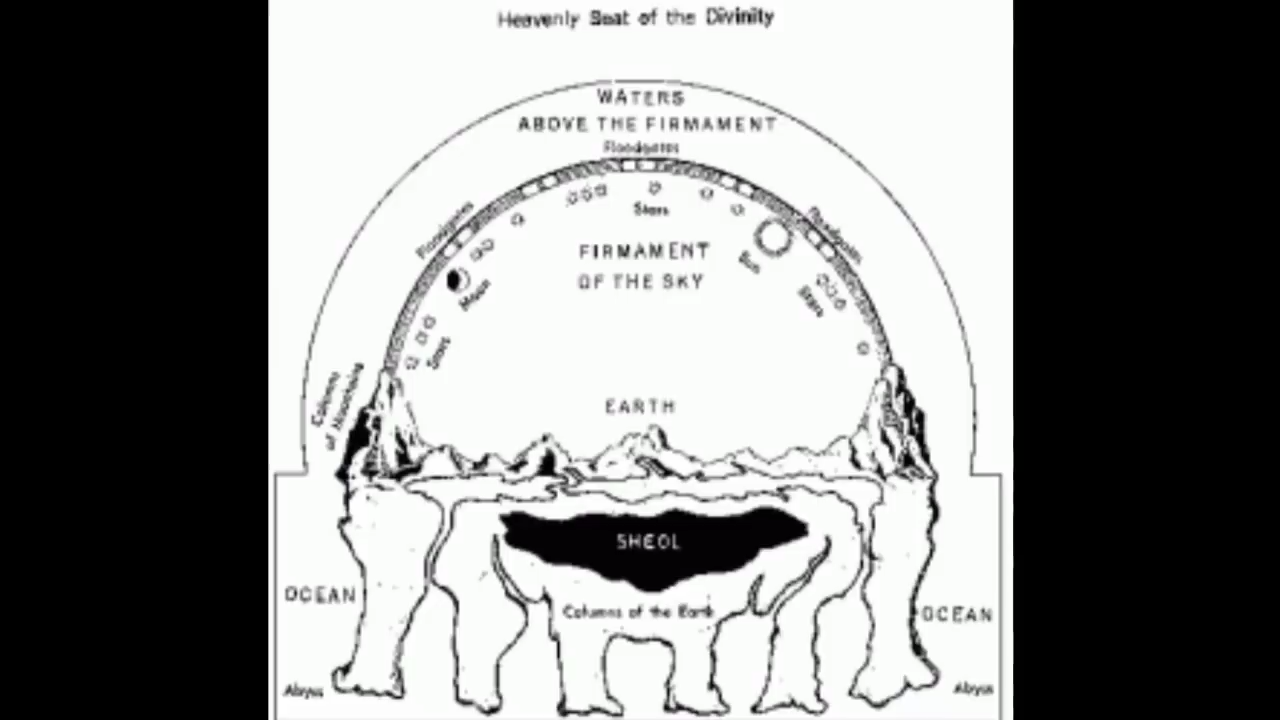 Heavenly Seat of the Divinity
WATERS
ABOVE THE FIRMAMENT
Floodgates
Floodgates
Floodgates
Stars
FIRMAMENT
OF THE SKY
Sun
Moon
Stars
Stars
Columns
of Mountains
EARTH
SHEOL
OCEAN
Columns of the Earth
OCEAN
Abyss
Abyss